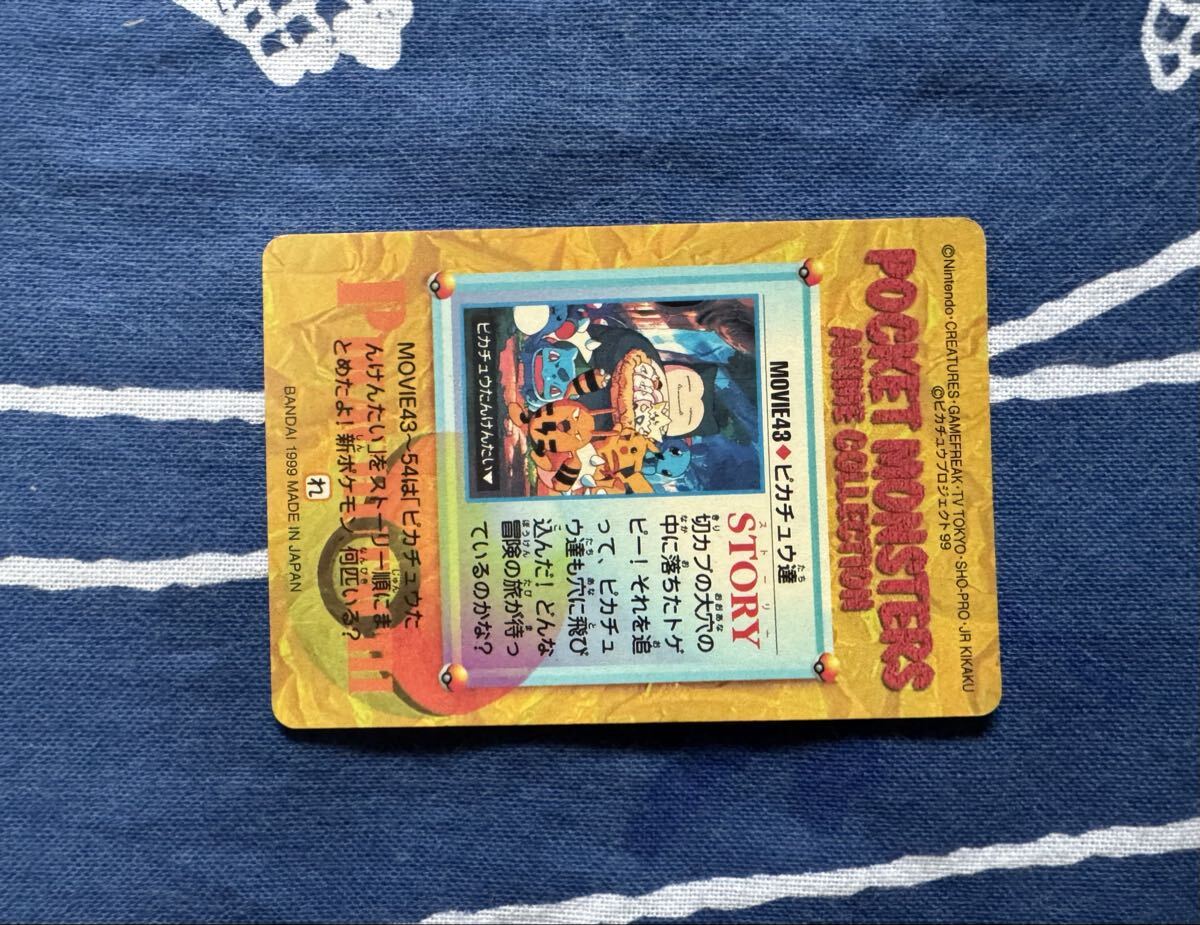 ©Nintendo・CREATURES・GAMEFREAK・TV TOKYO・SHO-PRO・JR KIKAKU
©ピカチュウプロジェクト99
POCKET MONSTERS
ANIME COLLECTION
MOVIE43◆ピカチュウ達
ピカチュウたんけんたい▼
STORY
切カブの大穴の
中に落ちたトゲ
ピー！それを追
って、ピカチュ
ウ達も穴に飛び
込んだ！どんな
冒険の旅が待っ
ているのかな？
MOVIE43～54は「ピカチュウた
んけんたい」をストーリー順にま
とめたよ！新ポケモン、何匹いる？
れ
BANDAI 1999 MADE IN JAPAN